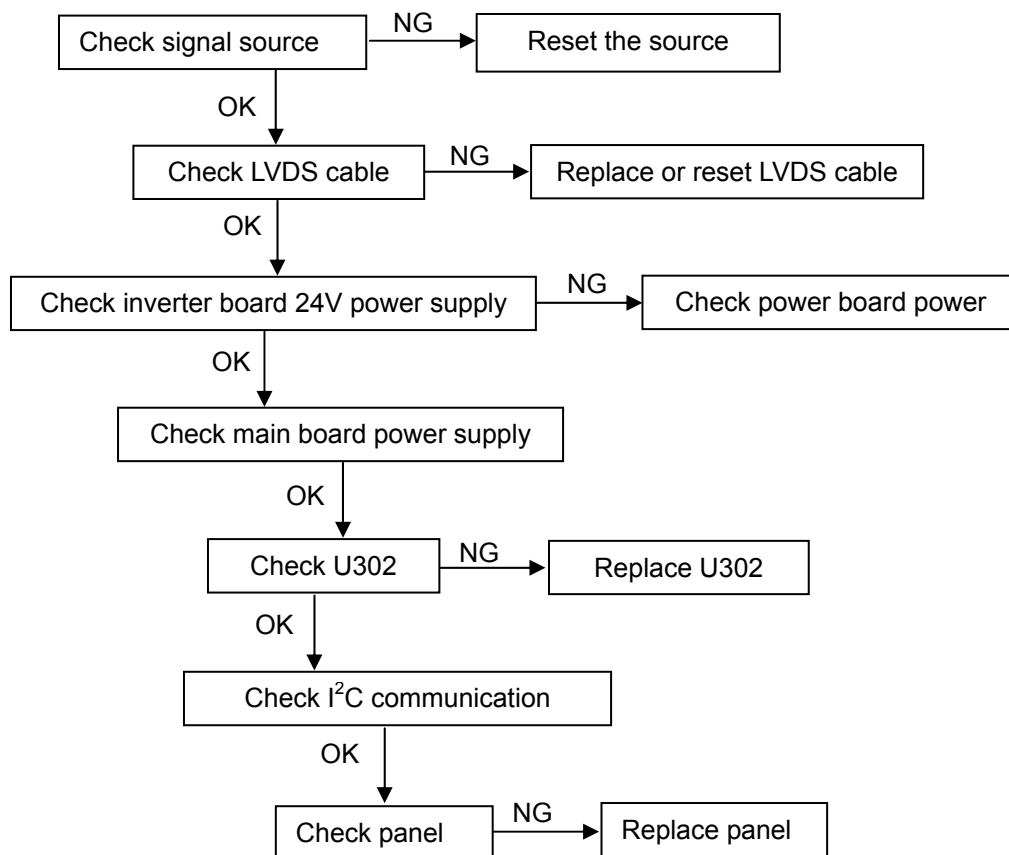 Check signal source
NG
Reset the source
OK
Check LVDS cable
NG
Replace or reset LVDS cable
OK
Check inverter board 24V power supply
NG
Check power board power
OK
Check main board power supply
OK
Check U302
NG
Replace U302
OK
Check I²C communication
OK
Check panel
NG
Replace panel